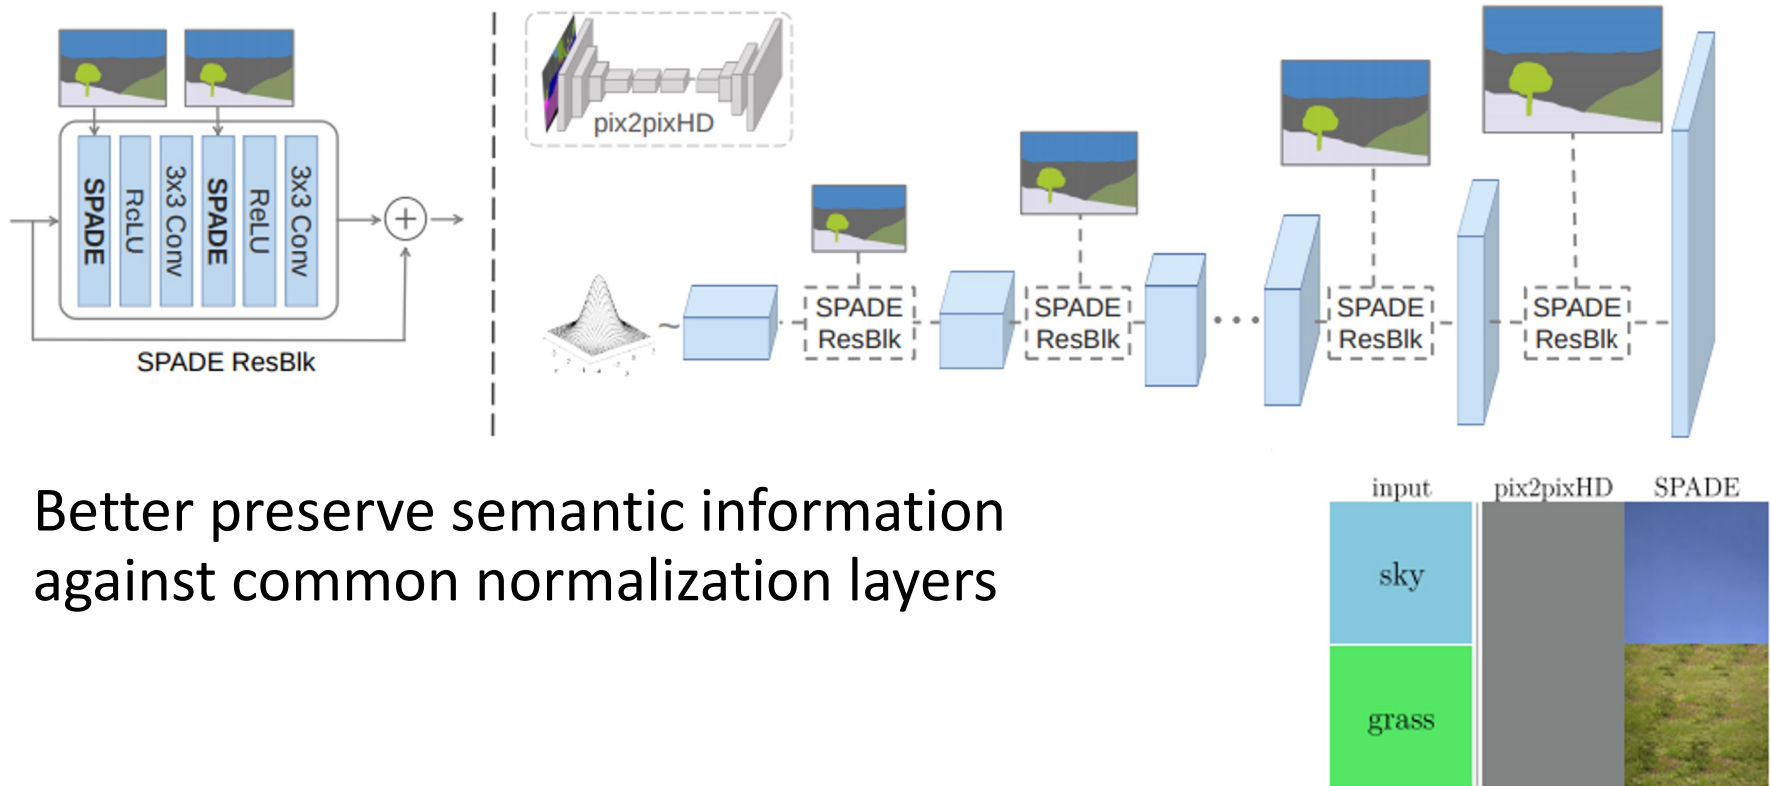 SPADE
RcLU
3x3 Conv
SPADE
ReLU
3x3 Conv
+
SPADE ResBlk
pix2pixHD
~
SPADE
ResBlk
SPADE
ResBlk
...
SPADE
ResBlk
SPADE
ResBlk
Better preserve semantic information
against common normalization layers
input pix2pixHD SPADE
sky
grass